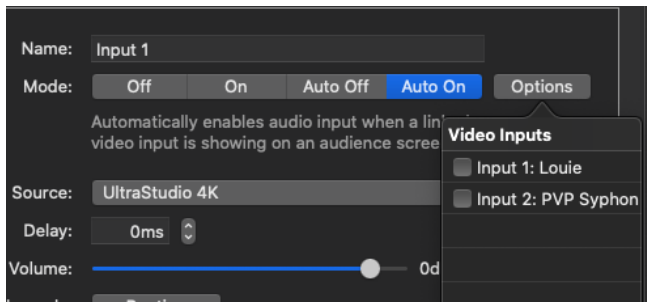 Name: Input 1
Mode: Off On Auto Off Auto On Options
Automatically enables audio input when a
video input is showing on an audience
Video Inputs
Input 1: Louie
Input 2: PVP Syphon
Source: UltraStudio 4K
Delay: 0ms
Volume: